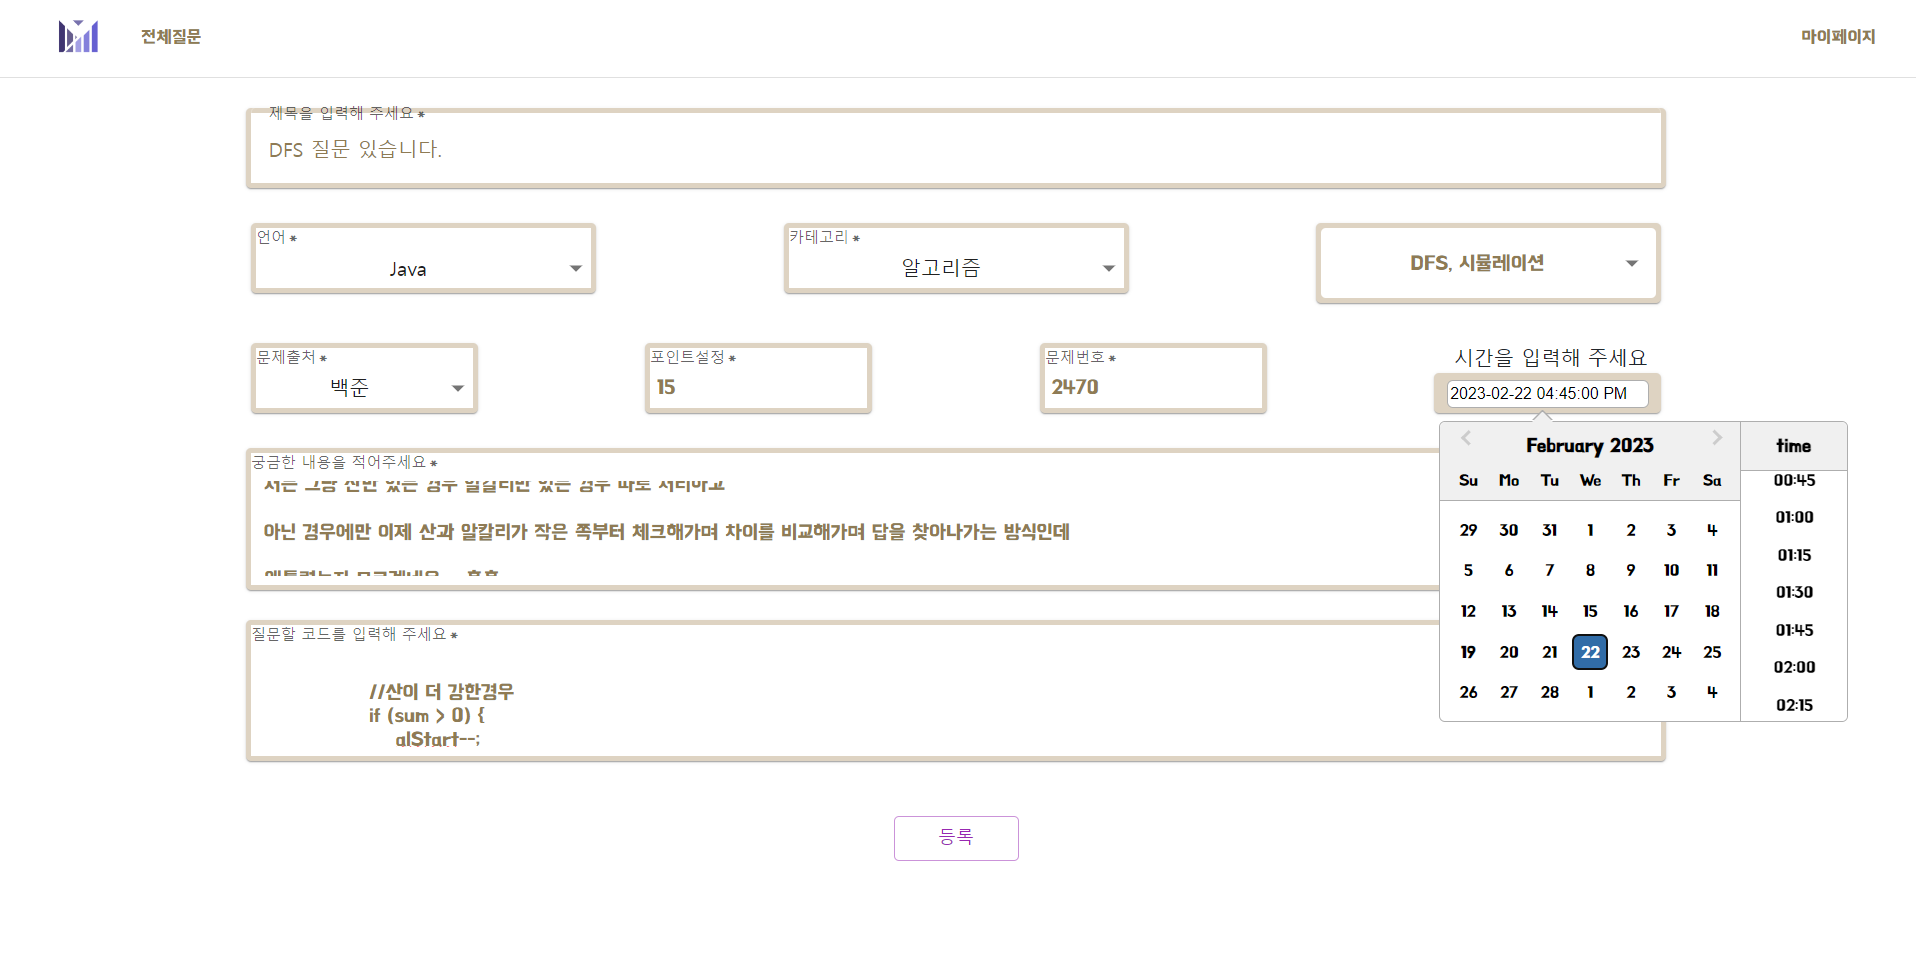 전체질문
마이페이지
제목을 입력해 주세요 *
DFS 질문 있습니다.
언어 *
Java
카테고리 *
알고리즘
DFS, 시뮬레이션
문제출처 *
백준
포인트설정 *
15
문제번호 *
2470
시간을 입력해 주세요
2023-02-22 04:45:00 PM
February 2023
Su Mo Tu We Th Fr Sa
29 30 31 1 2 3 4
5 6 7 8 9 10 11
12 13 14 15 16 17 18
19 20 21 22 23 24 25
26 27 28 1 2 3 4
time
00:45
01:00
01:15
01:30
01:45
02:00
02:15
궁금한 내용을 적어주세요 *
아닌 경우에만 이제 산과 알칼리가 작은 쪽부터 체크해가며 차이를 비교해가며 답을 찾아나가는 방식인데
질문할 코드를 입력해 주세요 *
//산이 더 강한경우
if (sum > 0) {
alStart--;
등록